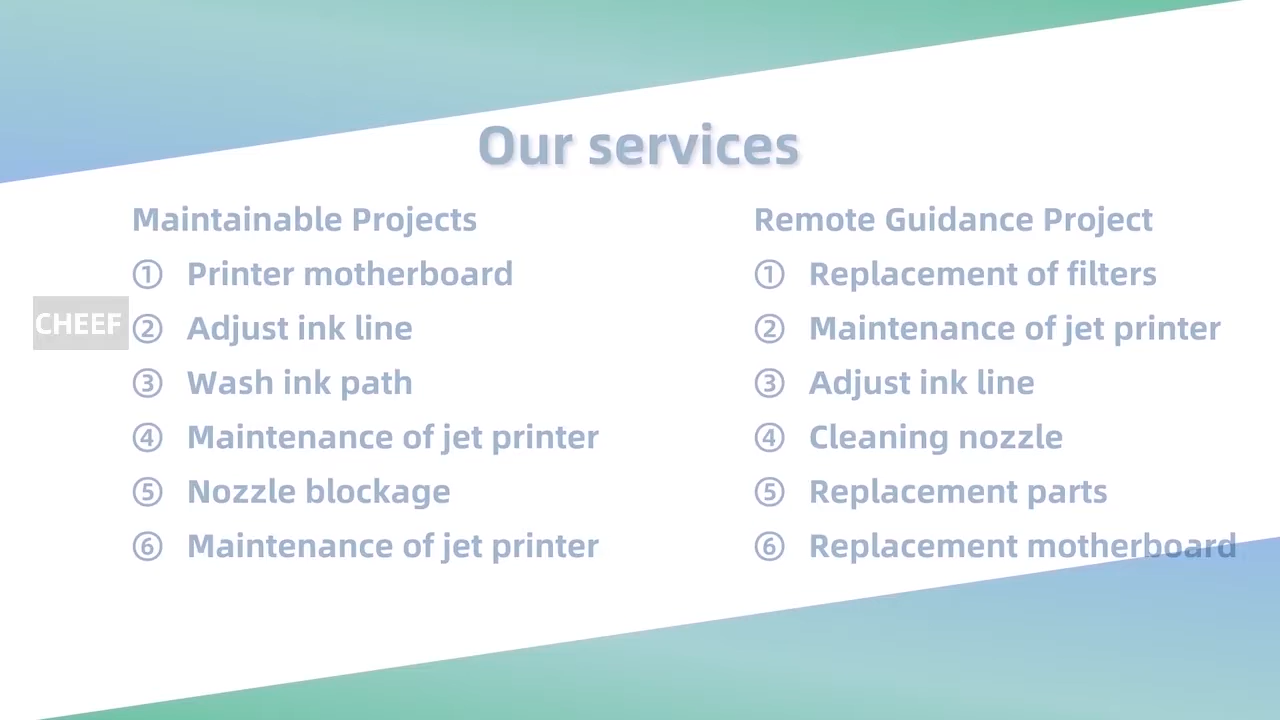 Our services
Maintainable Projects
① Printer motherboard
② Adjust ink line
③ Wash ink path
④ Maintenance of jet printer
⑤ Nozzle blockage
⑥ Maintenance of jet printer
Remote Guidance Project
① Replacement of filters
② Maintenance of jet printer
③ Adjust ink line
④ Cleaning nozzle
⑤ Replacement parts
⑥ Replacement motherboard
CHEEF